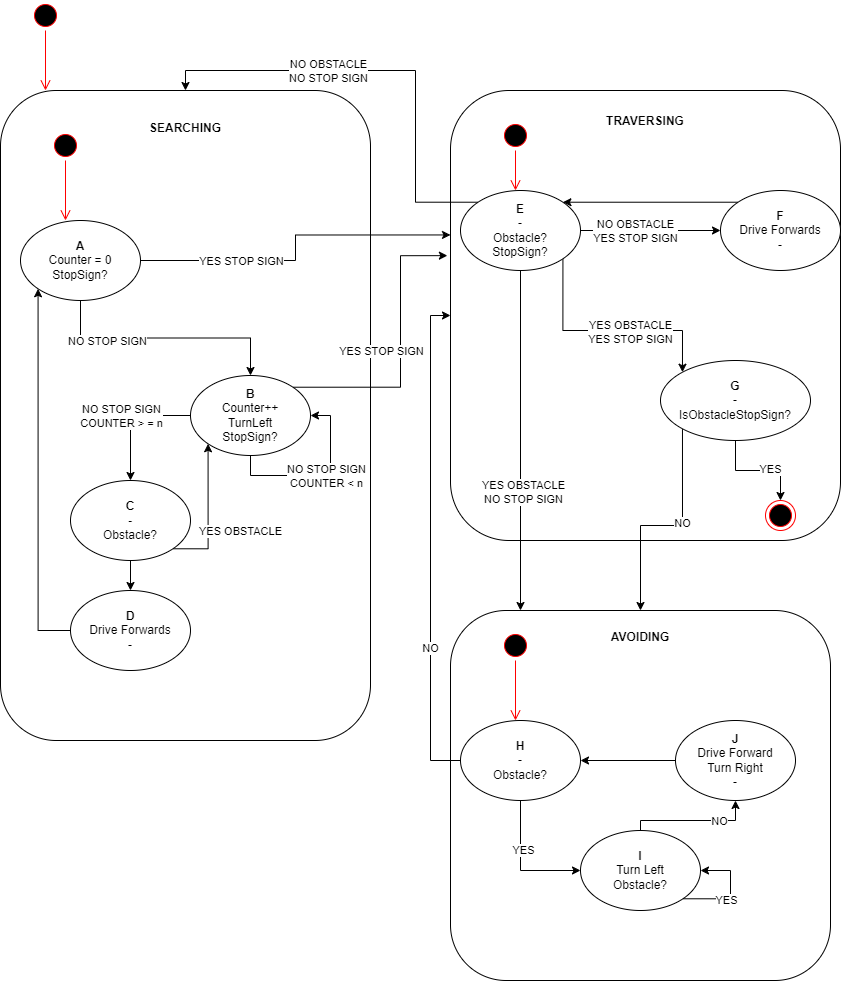 NO OBSTACLE
NO STOP SIGN
SEARCHING
TRAVERSING
A
Counter = 0
StopSign?
YES STOP SIGN
NO STOP SIGN
E
-
Obstacle?
StopSign?
NO OBSTACLE
YES STOP SIGN
F
Drive Forwards
-
YES OBSTACLE
YES STOP SIGN
YES STOP SIGN
B
Counter++
TurnLeft
StopSign?
NO STOP SIGN
COUNTER > = n
NO STOP SIGN
COUNTER < n
G
-
IsObstacleStopSign?
YES
NO
YES OBSTACLE
NO STOP SIGN
C
-
Obstacle?
YES OBSTACLE
D
Drive Forwards
-
AVOIDING
NO
H
-
Obstacle?
J
Drive Forward
Turn Right
-
NO
YES
I
Turn Left
Obstacle?
YES